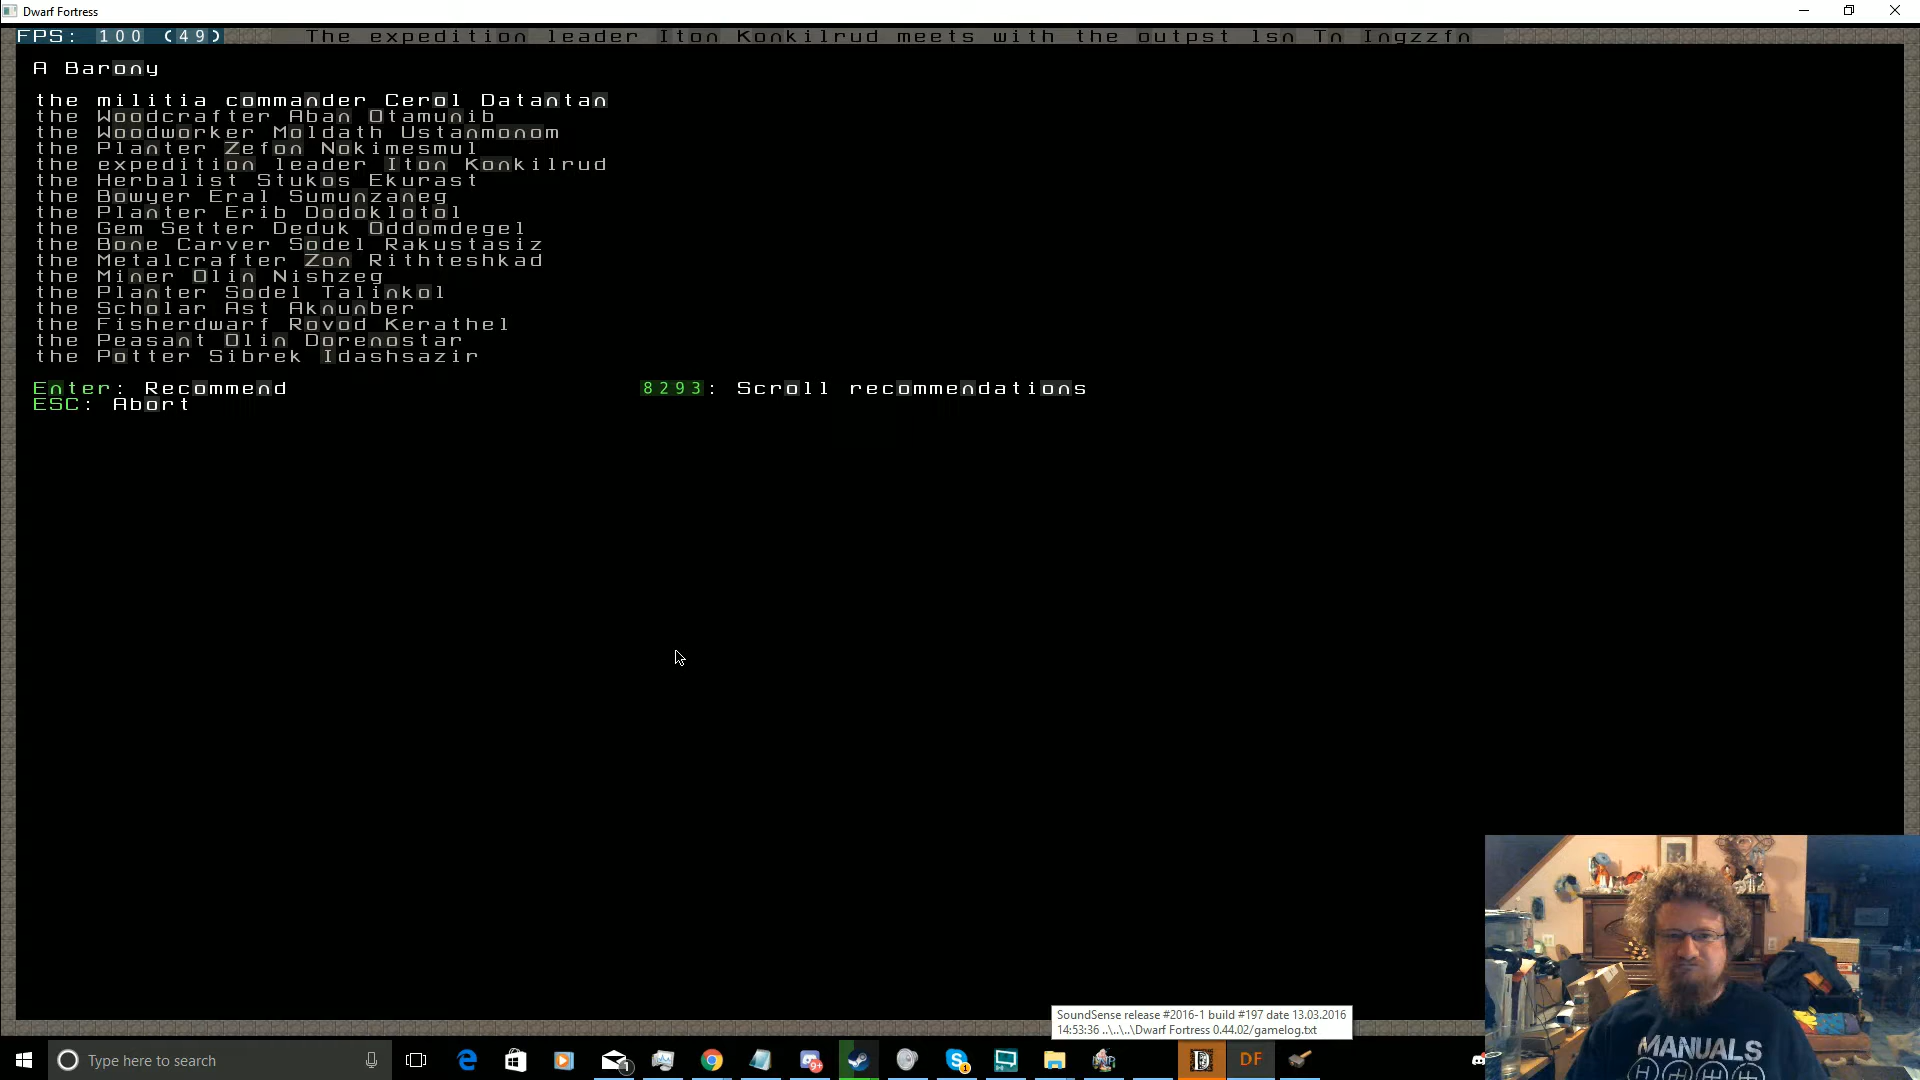 Dwarf Fortress
FPS: 100 (49) The expedition leader Iton Konkilrud meets with the outpst lsn Tn Ingzzfn
A Barony
the militia commander Cerol Datantan
the Woodcrafter Aban Otamunib
the Woodworker Moldath Ustanmonom
the Planter Zefon Nokimesmul
the expedition leader Iton Konkilrud
the Herbalist Stukos Ekurast
the Bowyer Eral Sumunzaneg
the Planter Erib Dodoklotol
the Gem Setter Deduk Oddomdegel
the Bone Carver Sodel Rakustasiz
the Metalcrafter Zon Rithteshkad
the Miner Olin Nishzeg
the Planter Sodel Talinkol
the Scholar Ast Aknunber
the Fisherdwarf Rovod Kerathel
the Peasant Olin Dorenostar
the Potter Sibrek Idashsazir
Enter: Recommend 8293: Scroll recommendations
ESC: Abort
SoundSense release #2016-1 build #197 date 13.03.2016
14:53:36 ..\..\..\Dwarf Fortress 0.44.02/gamelog.txt
MANUALS
Type here to search 1 9+ 1 D DF